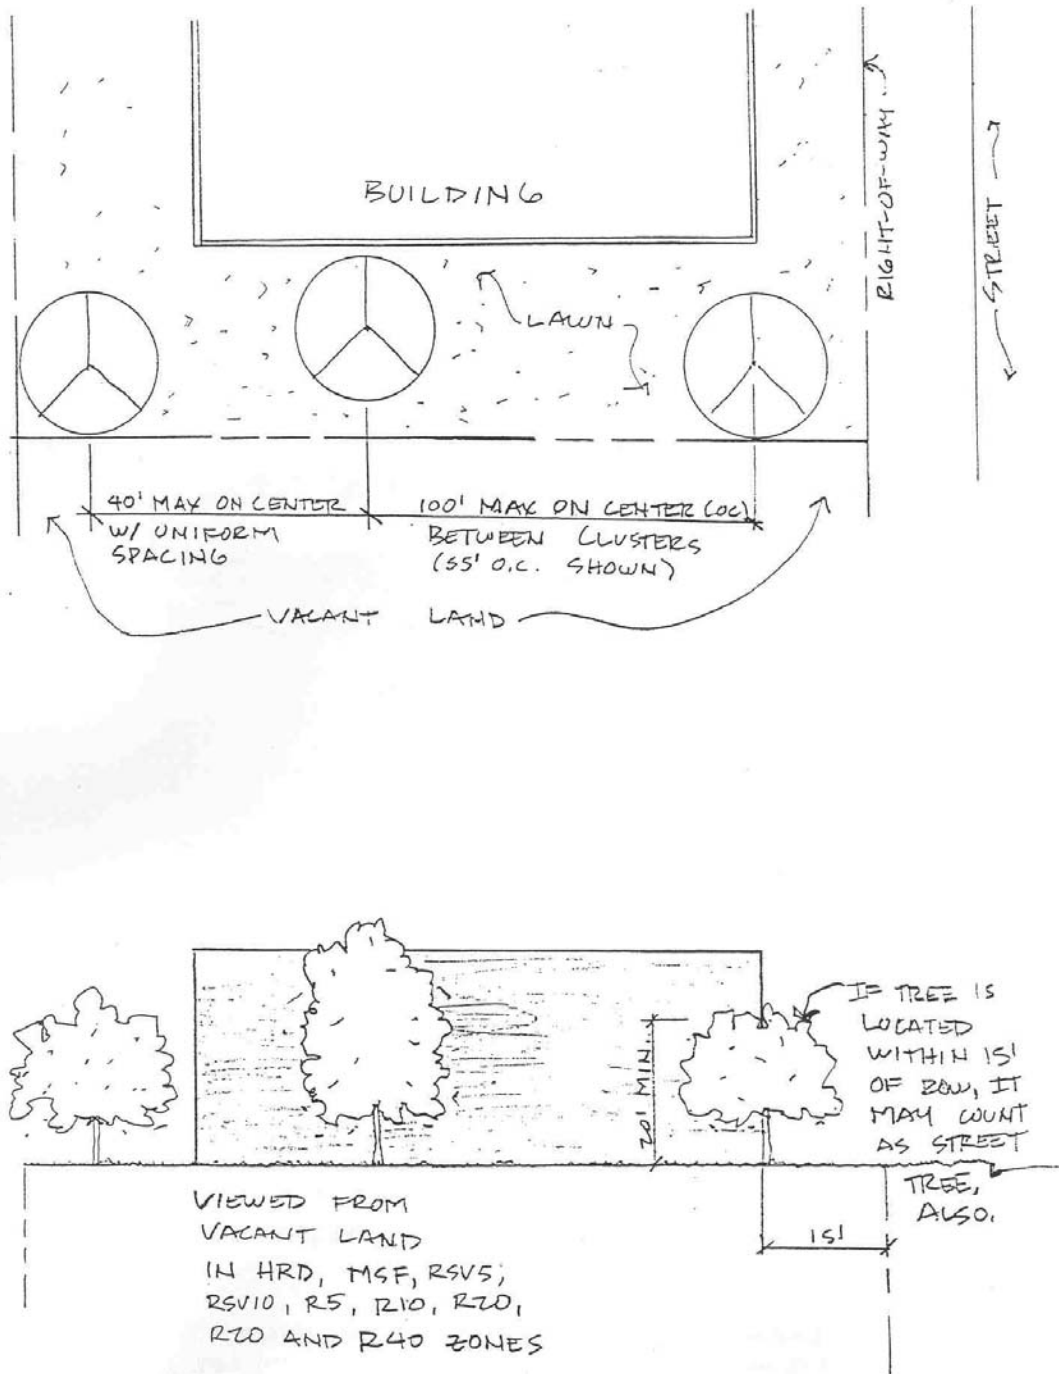 BUILDING
RIGHT-OF-WAY
STREET
LAWN
40' MAX ON CENTER
W/ UNIFORM
SPACING
100' MAX ON CENTER (OC)
BETWEEN CLUSTERS
(55' O.C. SHOWN)
VACANT LAND
20' MIN
IF TREE IS
LOCATED
WITHIN 15'
OF ROW, IT
MAY COUNT
AS STREET
TREE,
ALSO.
15'
VIEWED FROM
VACANT LAND
IN HRD, MSF, RSV5,
RSV10, R5, R10, R20,
R20 AND R40 ZONES